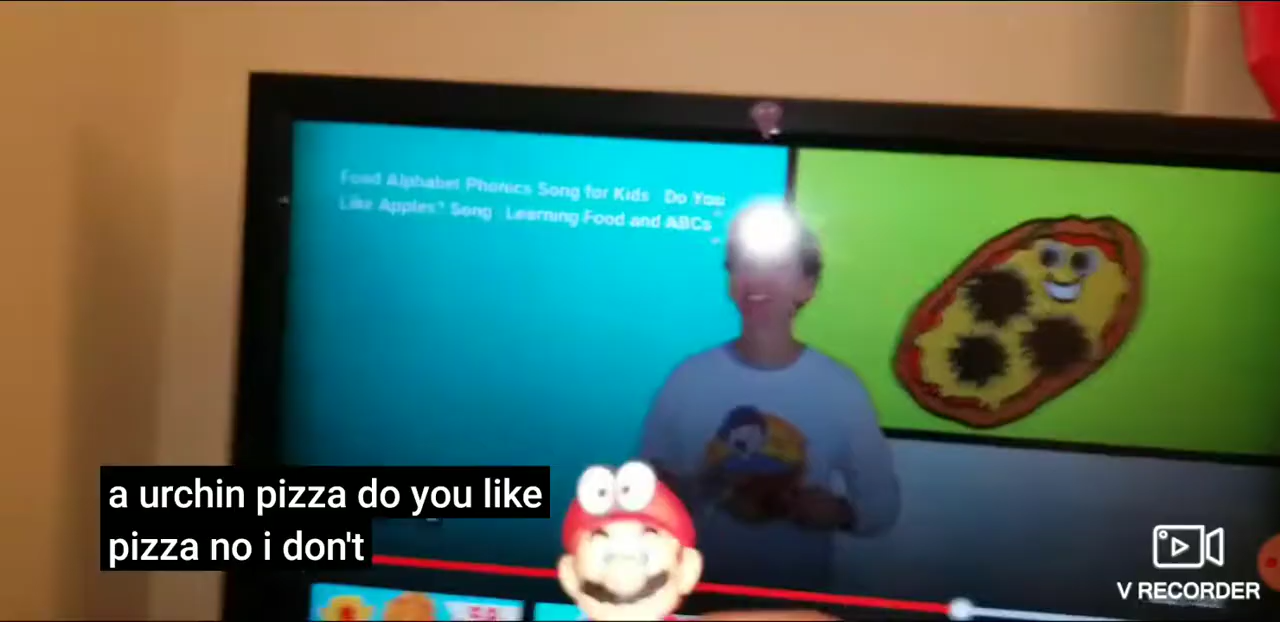 Food Alphabet Phonics Song for Kids Do You
Like Apples? Song Learning Food and ABCs
a urchin pizza do you like
pizza no i don't
V RECORDER